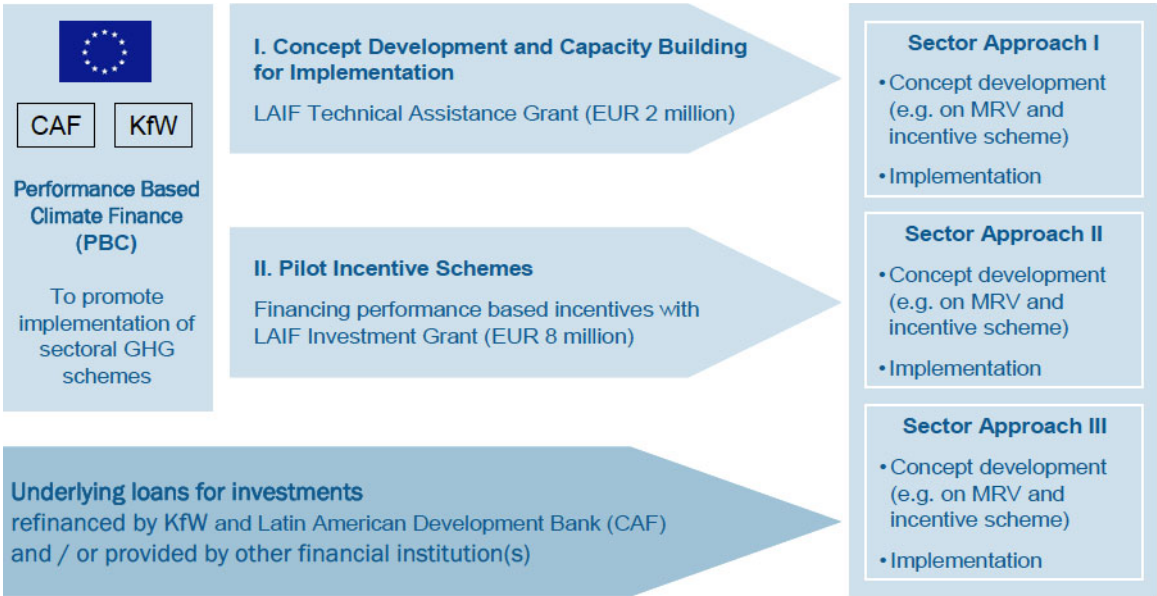 CAF
KfW
Performance Based
Climate Finance
(PBC)
To promote
implementation of
sectoral GHG
schemes
I. Concept Development and Capacity Building
for Implementation
LAIF Technical Assistance Grant (EUR 2 million)
II. Pilot Incentive Schemes
Financing performance based incentives with
LAIF Investment Grant (EUR 8 million)
Underlying loans for investments
refinanced by KfW and Latin American Development Bank (CAF)
and / or provided by other financial institution(s)
Sector Approach I
• Concept development
(e.g. on MRV and
incentive scheme)
• Implementation
Sector Approach II
• Concept development
(e.g. on MRV and
incentive scheme)
• Implementation
Sector Approach III
• Concept development
(e.g. on MRV and
incentive scheme)
• Implementation